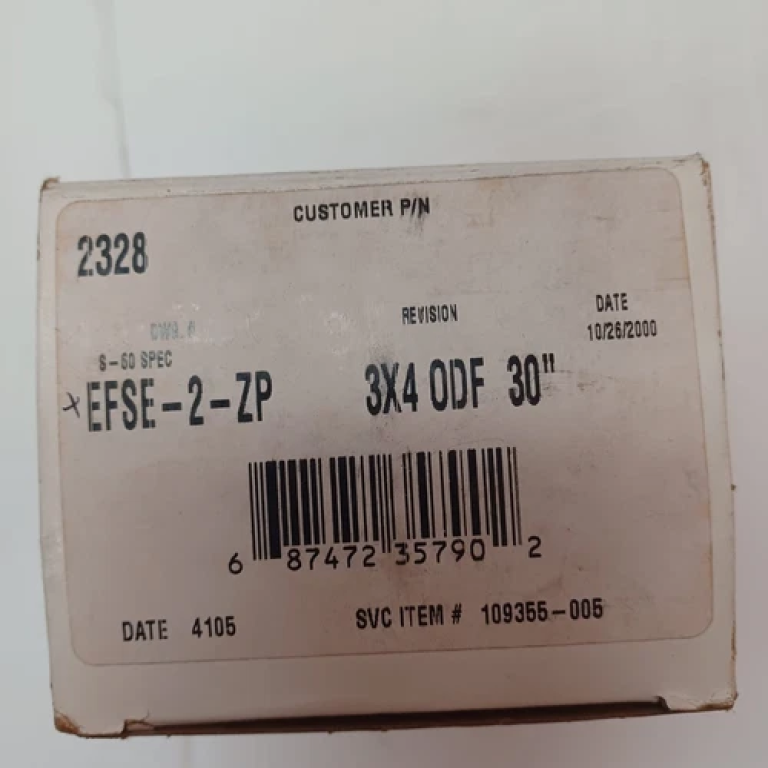 CUSTOMER P/N
2328
REVISION
DATE
10/26/2000
S-60 SPEC
EFSE-2-ZP 3X4 ODF 30"
6 87472 35790 2
DATE 4105 SVC ITEM # 109355-005